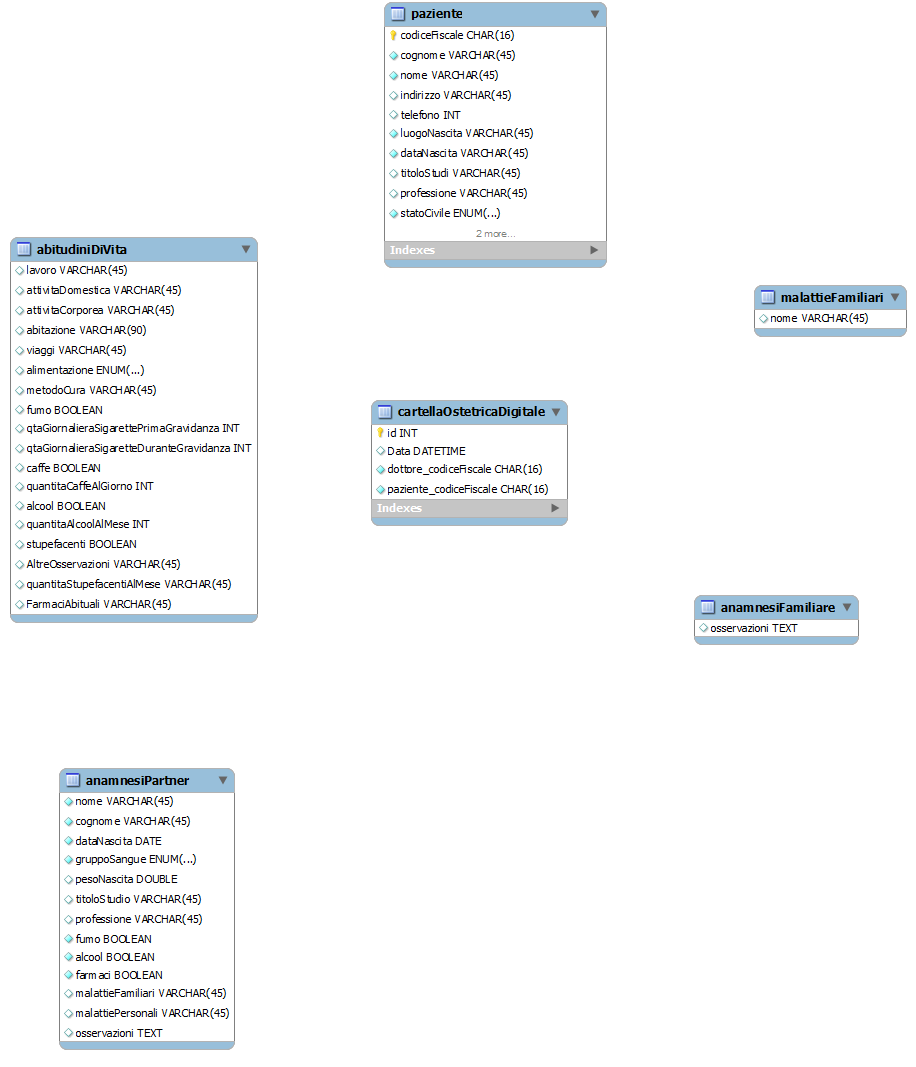 paziente
codiceFiscale CHAR(16)
cognome VARCHAR(45)
nome VARCHAR(45)
indirizzo VARCHAR(45)
telefono INT
luogoNascita VARCHAR(45)
dataNascita VARCHAR(45)
titoloStudi VARCHAR(45)
professione VARCHAR(45)
statoCivile ENUM(...)
2 more...
Indexes
abitudiniDiVita
lavoro VARCHAR(45)
attivitaDomestica VARCHAR(45)
attivitaCorporea VARCHAR(45)
abitazione VARCHAR(90)
viaggi VARCHAR(45)
alimentazione ENUM(...)
metodoCura VARCHAR(45)
fumo BOOLEAN
qtaGiornalieraSigarettePrimaGravidanza INT
qtaGiornalieraSigaretteDuranteGravidanza INT
caffe BOOLEAN
quantitaCaffeAlGiorno INT
alcool BOOLEAN
quantitaAlcoolAlMese INT
stupefacenti BOOLEAN
AltreOsservazioni VARCHAR(45)
quantitaStupefacentiAlMese VARCHAR(45)
FarmaciAbituali VARCHAR(45)
malattieFamiliari
nome VARCHAR(45)
cartellaOstetricaDigitale
id INT
Data DATETIME
dottore_codiceFiscale CHAR(16)
paziente_codiceFiscale CHAR(16)
Indexes
anamnesiFamiliare
osservazioni TEXT
anamnesiPartner
nome VARCHAR(45)
cognome VARCHAR(45)
dataNascita DATE
gruppoSangue ENUM(...)
pesoNascita DOUBLE
titoloStudio VARCHAR(45)
professione VARCHAR(45)
fumo BOOLEAN
alcool BOOLEAN
farmaci BOOLEAN
malattieFamiliari VARCHAR(45)
malattiePersonali VARCHAR(45)
osservazioni TEXT